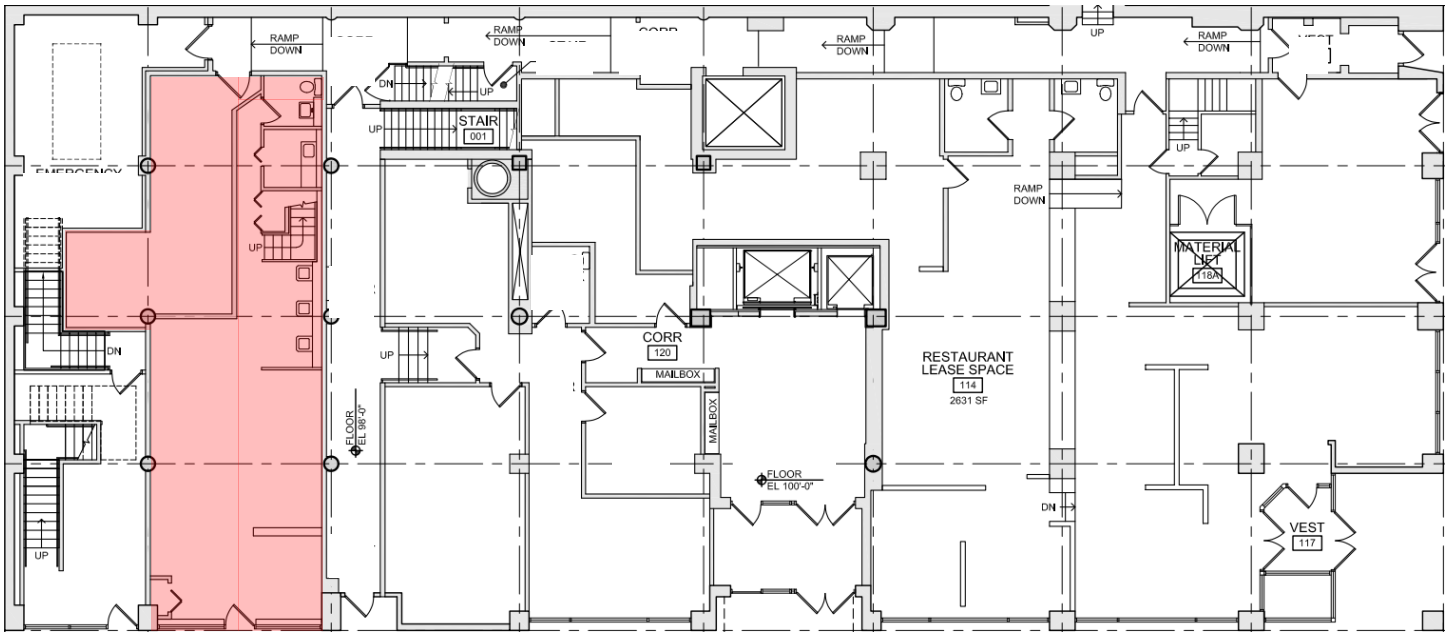 RAMP
DOWN
RAMP
DOWN
CORR
RAMP
DOWN
UP
RAMP
DOWN
VEST
DN
UP
STAIR
001
UP
UP
EMERGENCY
RAMP
DOWN
UP
MATERIAL
LIFT
118A
DN
UP
CORR
120
MAILBOX
MAILBOX
RESTAURANT
LEASE SPACE
114
2631 SF
FLOOR
EL 98'-0"
FLOOR
EL 100'-0"
DN
UP
VEST
117